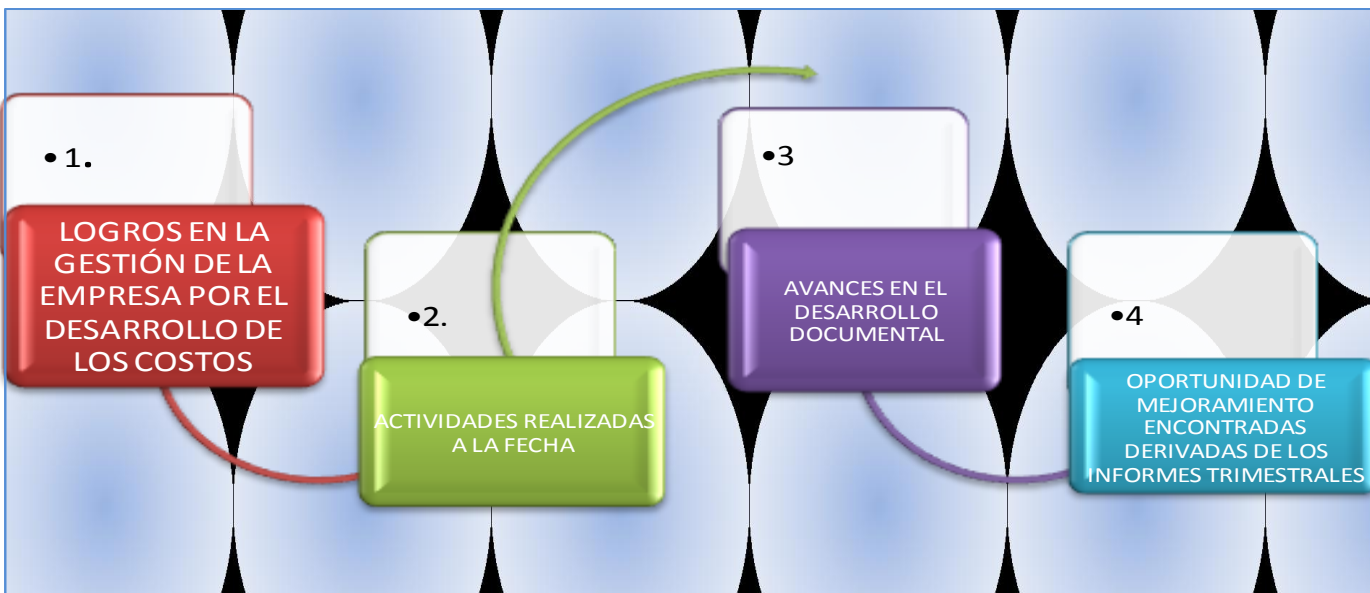 • 1.
LOGROS EN LA
GESTIÓN DE LA
EMPRESA POR EL
DESARROLLO DE
LOS COSTOS
•2.
ACTIVIDADES REALIZADAS
A LA FECHA
•3
AVANCES EN EL
DESARROLLO
DOCUMENTAL
•4
OPORTUNIDAD DE
MEJORAMIENTO
ENCONTRADAS
DERIVADAS DE LOS
INFORMES TRIMESTRALES